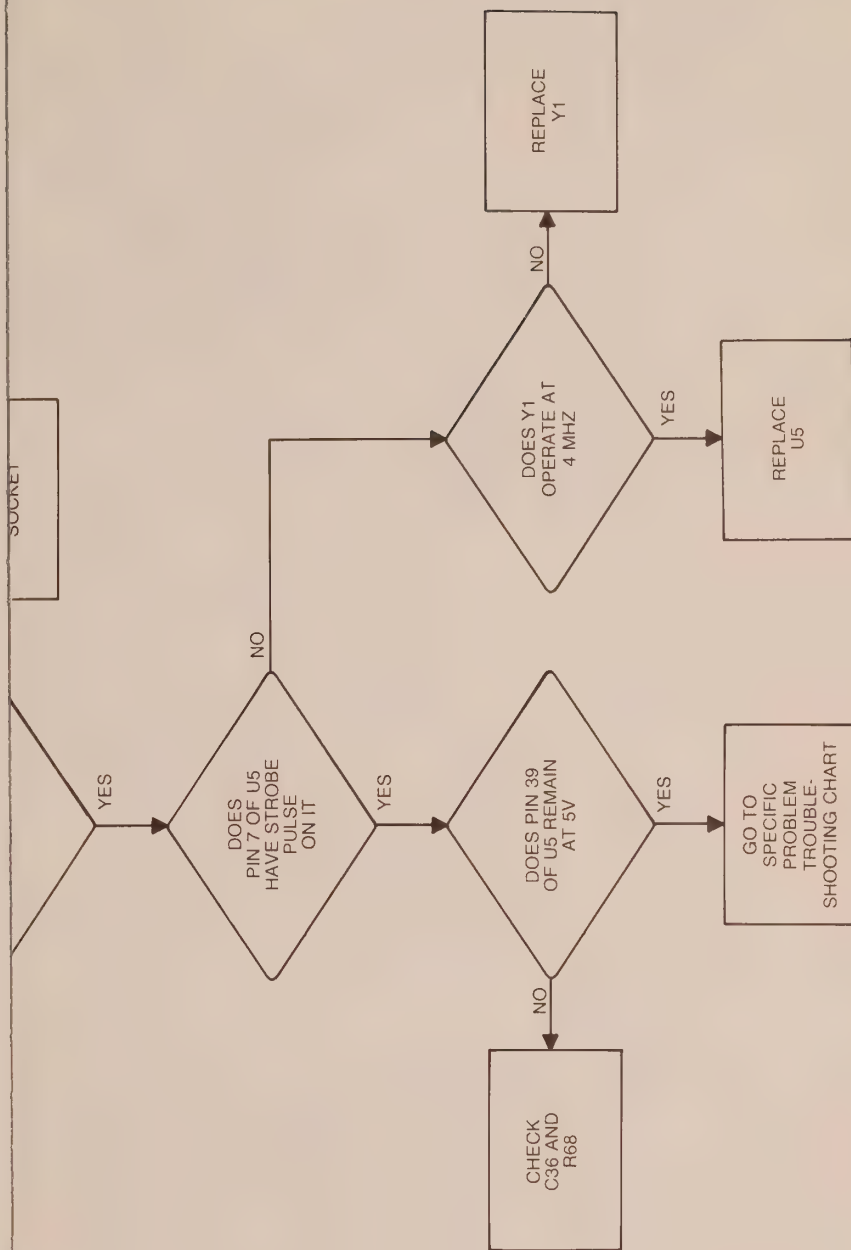 SOCKET
YES
DOES
PIN 7 OF U5
HAVE STROBE
PULSE
ON IT
NO
YES
DOES PIN 39
OF U5 REMAIN
AT 5V
NO
CHECK
C36 AND
R68
YES
GO TO
SPECIFIC
PROBLEM
TROUBLE-
SHOOTING CHART
DOES Y1
OPERATE AT
4 MHZ
NO
REPLACE
Y1
YES
REPLACE
U5